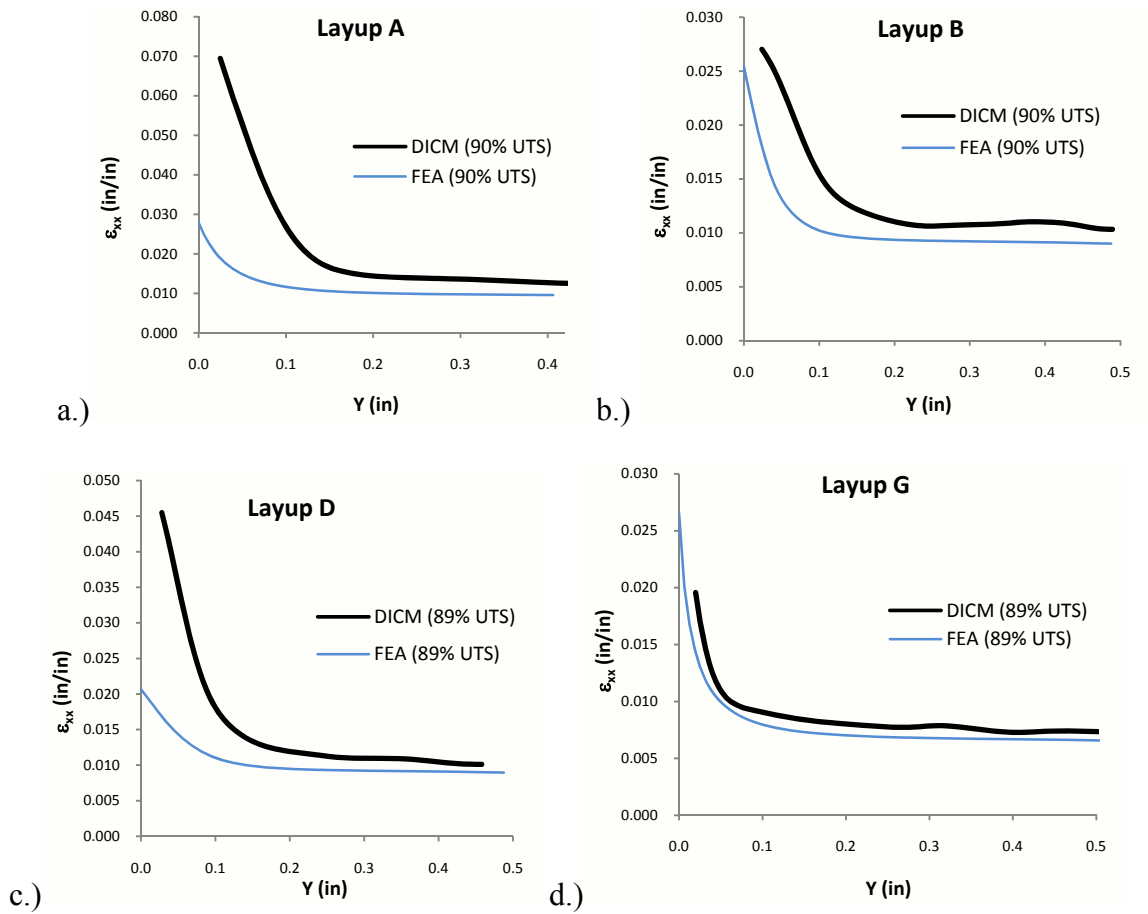 Layup A
0.080
0.070
0.060
0.050
0.040
0.030
0.020
0.010
0.000
εxx (in/in)
DICM (90% UTS)
FEA (90% UTS)
0.0 0.1 0.2 0.3 0.4
Y (in)
a.)
Layup B
0.030
0.025
0.020
0.015
0.010
0.005
0.000
εxx (in/in)
DICM (90% UTS)
FEA (90% UTS)
0.0 0.1 0.2 0.3 0.4 0.5
Y (in)
b.)
Layup D
0.050
0.045
0.040
0.035
0.030
0.025
0.020
0.015
0.010
0.005
0.000
εxx (in/in)
DICM (89% UTS)
FEA (89% UTS)
0.0 0.1 0.2 0.3 0.4 0.5
Y (in)
c.)
Layup G
0.030
0.025
0.020
0.015
0.010
0.005
0.000
εxx (in/in)
DICM (89% UTS)
FEA (89% UTS)
0.0 0.1 0.2 0.3 0.4 0.5
Y (in)
d.)